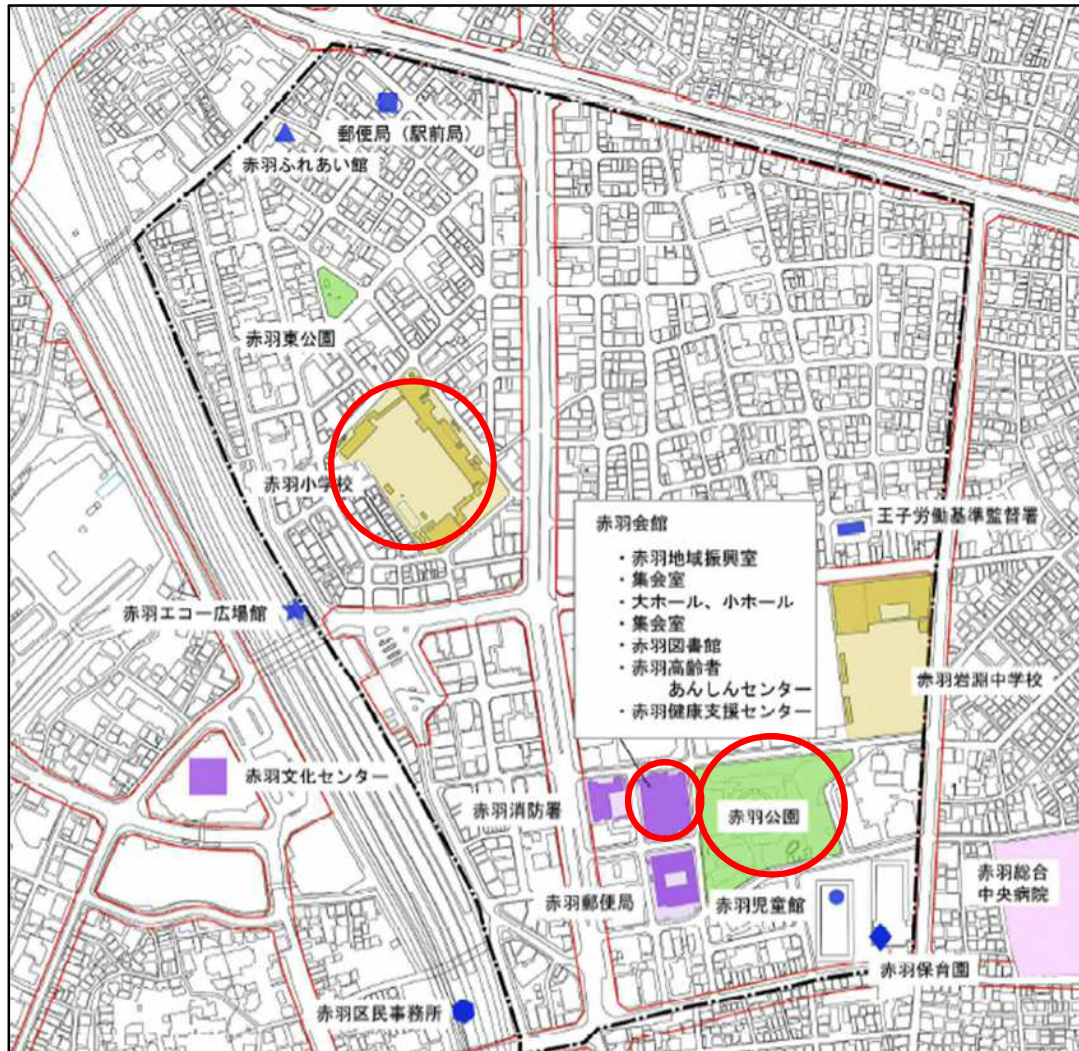 郵便局（駅前局）
赤羽ふれあい館
赤羽東公園
赤羽小学校
赤羽会館
・赤羽地域振興室
・集会室
・大ホール、小ホール
・集会室
・赤羽図書館
・赤羽高齢者
あんしんセンター
・赤羽健康支援センター
王子労働基準監督署
赤羽エコー広場館
赤羽岩淵中学校
赤羽文化センター
赤羽消防署
赤羽公園
赤羽総合
中央病院
赤羽郵便局
赤羽児童館
赤羽保育園
赤羽区民事務所